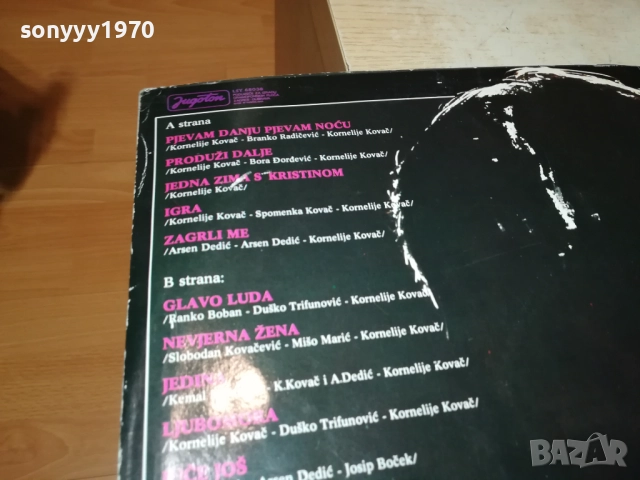 sonyyy1970
Jugoton
A strana
PJEVAM DANJU PJEVAM NOĆU
/Kornelije Kovač - Branko Radičević - Kornelije Kovač/
PRODUŽI DALJE
/Kornelije Kovač - Bora Đorđević - Kornelije Kovač/
JEDNA ZIMA S KRISTINOM
/Kornelije Kovač/
IGRA
/Kornelije Kovač - Spomenka Kovač - Kornelije Kovač/
ZAGRLI ME
/Arsen Dedić - Arsen Dedić - Kornelije Kovač/
B strana:
GLAVO LUDA
/Ranko Boban - Duško Trifunović - Kornelije Kovač/
NEVJERNA ŽENA
/Slobodan Kovačević - Mišo Marić - Kornelije Kovač/
/Kemal K.Kovač i A.Dedić - Kornelije Kovač/
LJUBOMORA
/Kornelije Kovač - Duško Trifunović - Kornelije Kovač/
JOŠ
Arsen Dedić - Josip Boček/
BAZAR